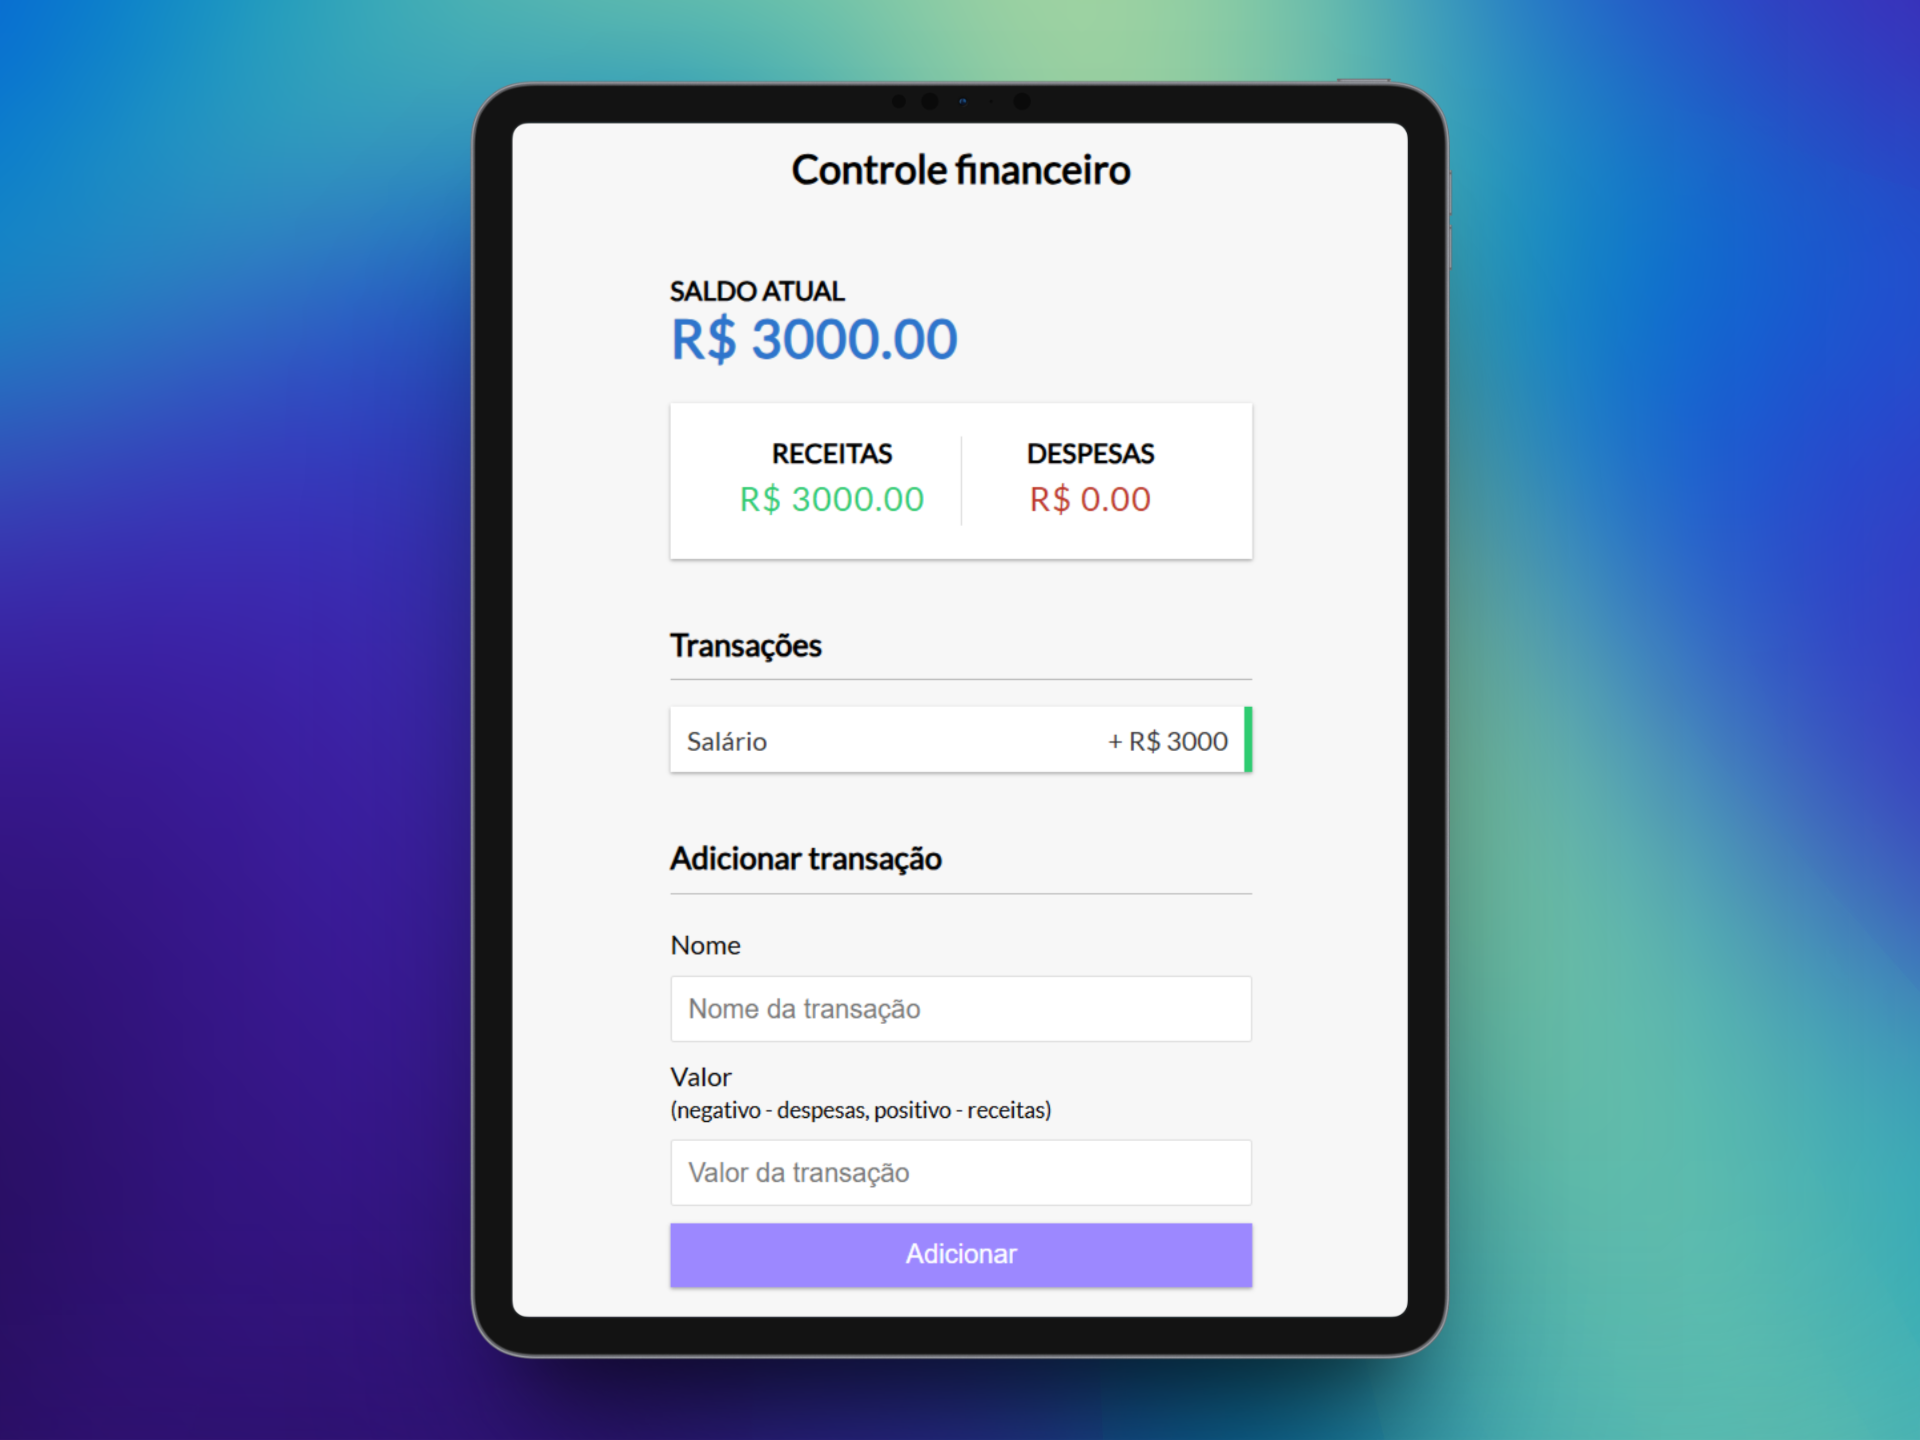 Controle financeiro
SALDO ATUAL
R$ 3000.00
RECEITAS
DESPESAS
R$ 3000.00
R$ 0.00
Transações
Salário
+ R$ 3000
Adicionar transação
Nome
Nome da transação
Valor
(negativo - despesas, positivo - receitas)
Valor da transação
Adicionar